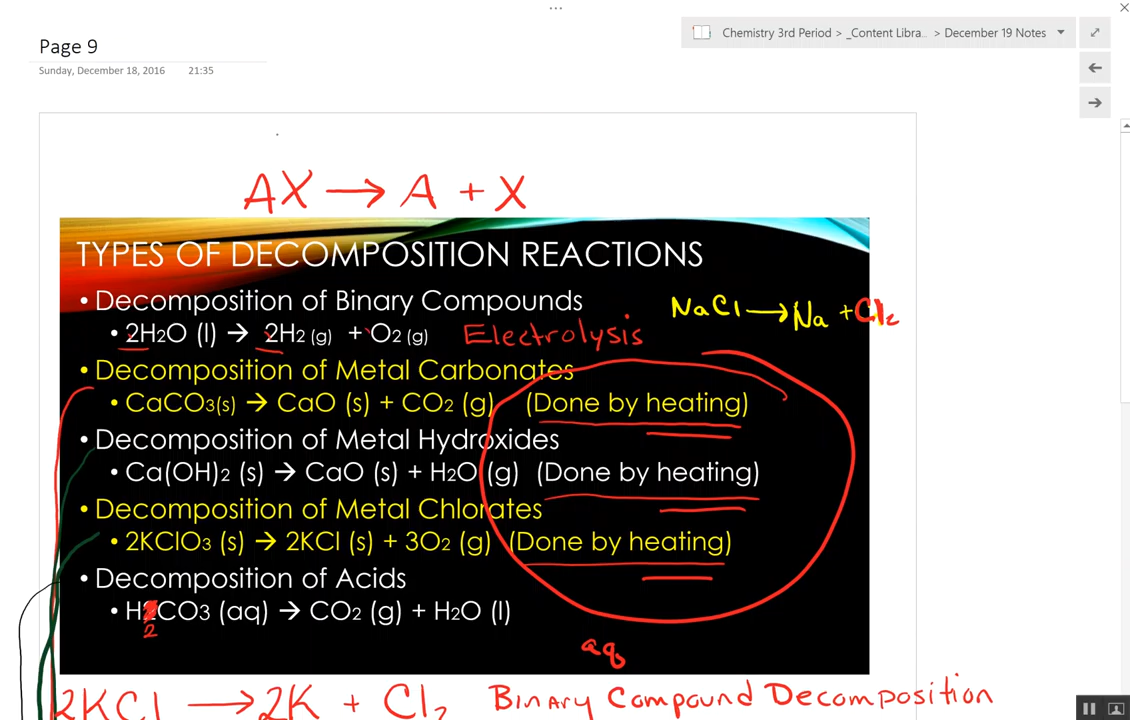 Page 9
Sunday, December 18, 2016 21:35
Chemistry 3rd Period > _Content Libra... > December 19 Notes
AX → A + X
TYPES OF DECOMPOSITION REACTIONS
• Decomposition of Binary Compounds
NaCl → Na + Cl₂
• 2H₂O (l) → 2H₂ (g) + O₂ (g) Electrolysis
• Decomposition of Metal Carbonates
• CaCO₃(s) → CaO (s) + CO₂ (g) (Done by heating)
• Decomposition of Metal Hydroxides
• Ca(OH)₂ (s) → CaO (s) + H₂O (g) (Done by heating)
• Decomposition of Metal Chlorates
• 2KClO₃ (s) → 2KCl (s) + 3O₂ (g) (Done by heating)
• Decomposition of Acids
• H₂CO₃ (aq) → CO₂ (g) + H₂O (l)
aq
2KCl → 2K + Cl₂ Binary Compound Decomposition